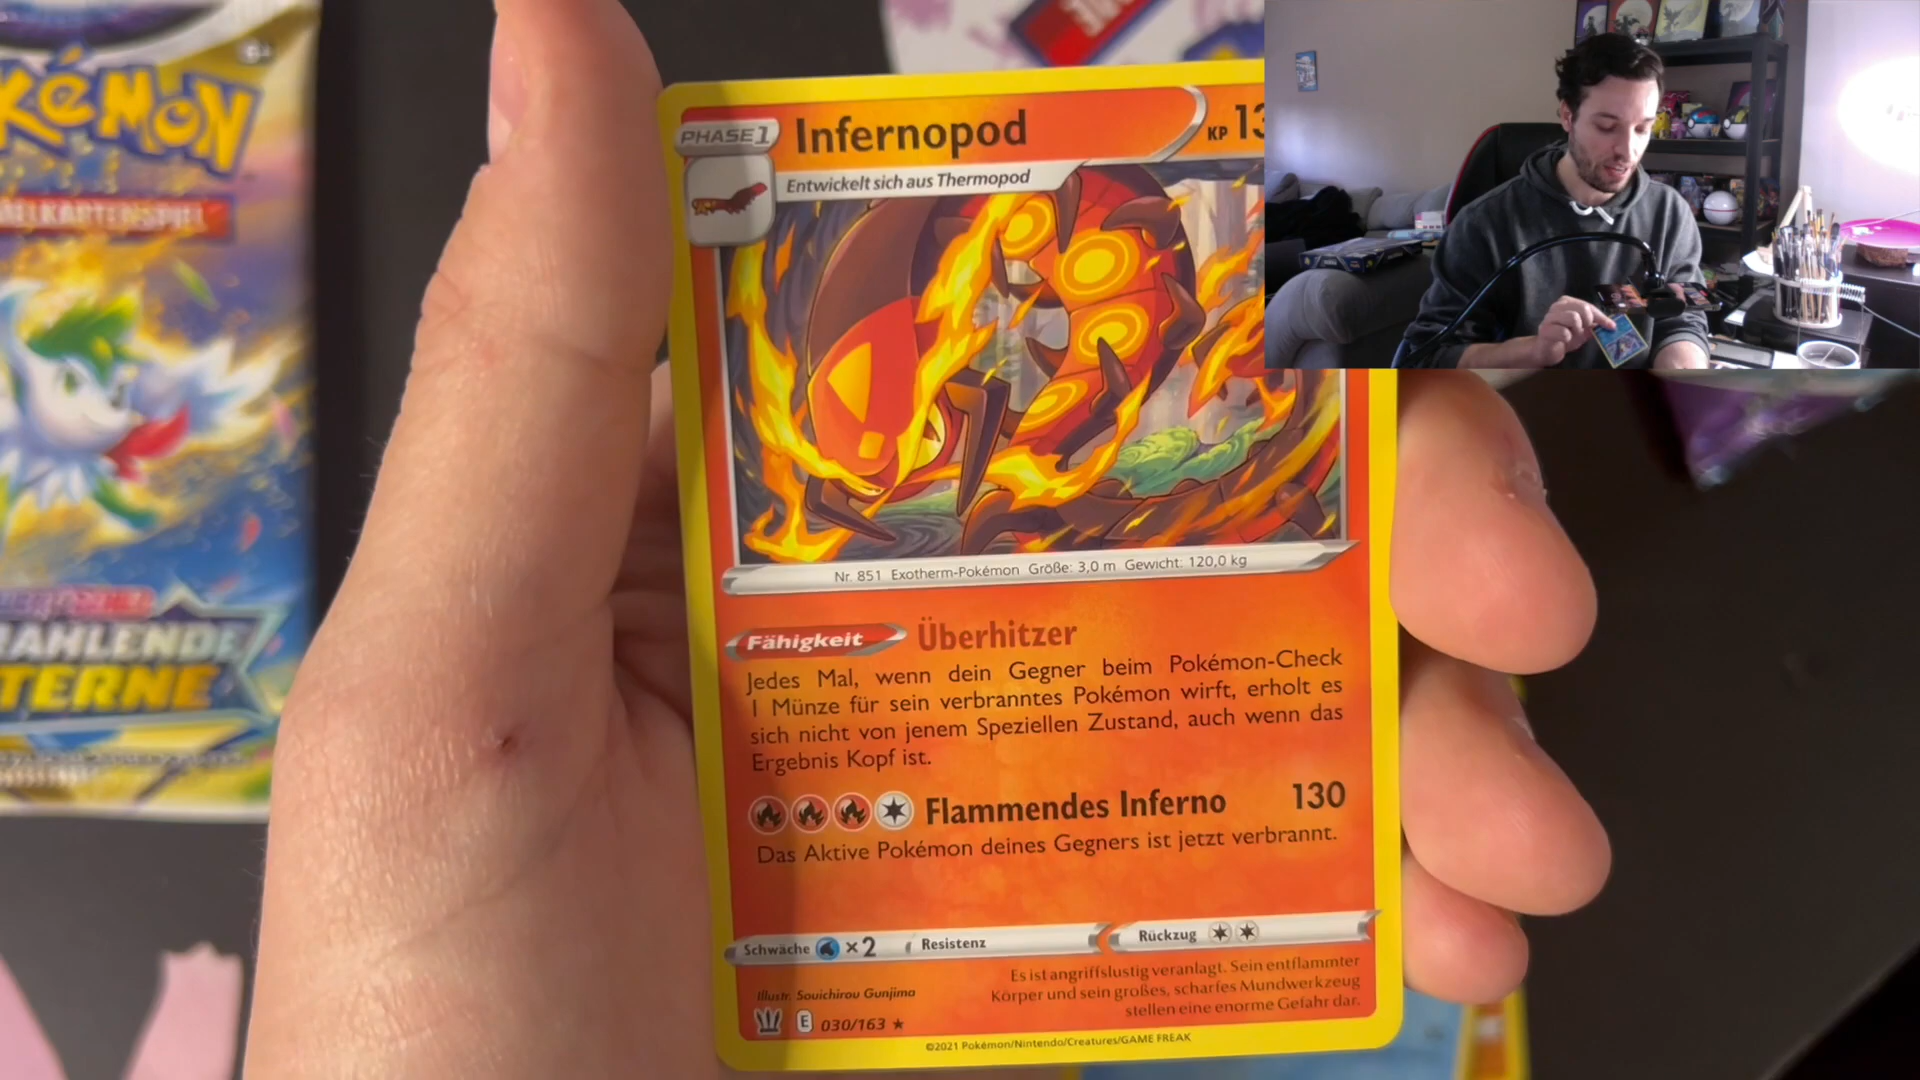 PHASE 1 Infernopod KP 13
Entwickelt sich aus Thermopod
Nr. 851 Exotherm-Pokémon Größe: 3,0 m Gewicht: 120,0 kg
Fähigkeit Überhitzer
Jedes Mal, wenn dein Gegner beim Pokémon-Check
1 Münze für sein verbranntes Pokémon wirft, erholt es
sich nicht von jenem Speziellen Zustand, auch wenn das
Ergebnis Kopf ist.
Flammendes Inferno 130
Das Aktive Pokémon deines Gegners ist jetzt verbrannt.
Schwäche ×2 Resistenz Rückzug
Es ist angriffslustig veranlagt. Sein entflammter
Körper und sein großes, scharfes Mundwerkzeug
stellen eine enorme Gefahr dar.
Illustr. Souichirou Gunjima
E 030/163 ★
©2021 Pokémon/Nintendo/Creatures/GAME FREAK
KÉMON
MELKARTENSPIEL
RAHLENDE
TERNE